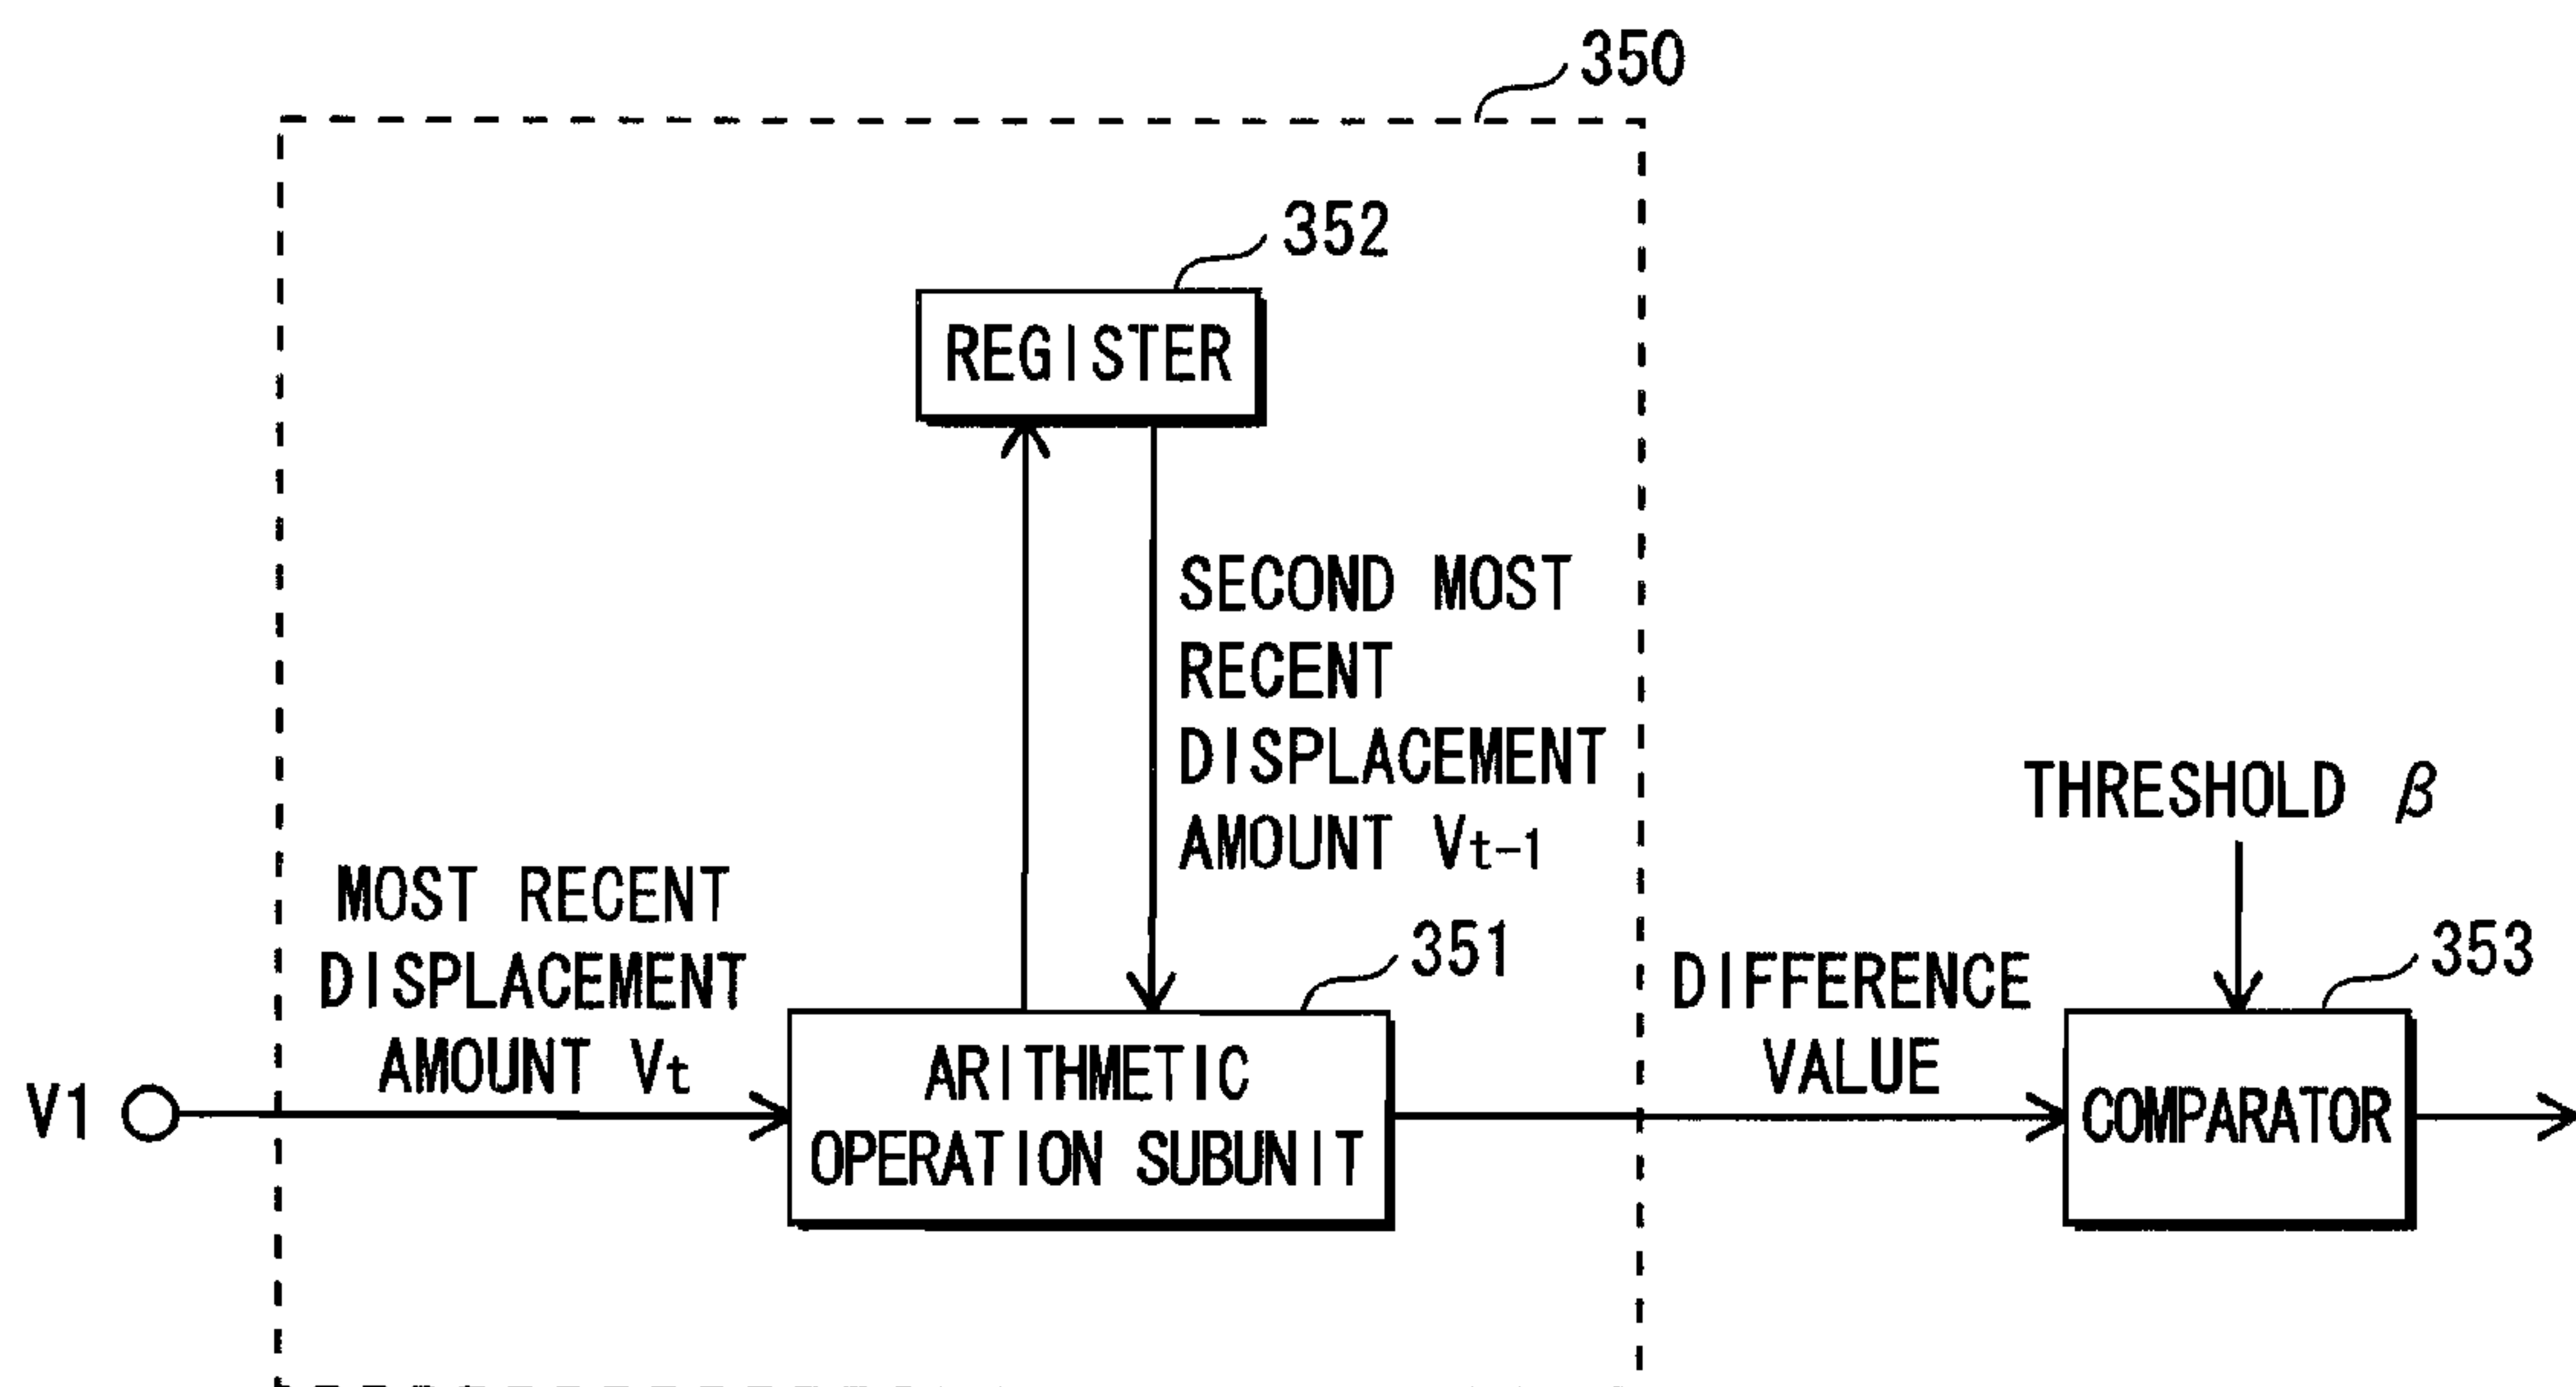 350
352
REGISTER
SECOND MOST
RECENT
DISPLACEMENT
AMOUNT Vt-1
THRESHOLD β
MOST RECENT
DISPLACEMENT
AMOUNT Vt
351
353
DIFFERENCE
VALUE
V1
ARITHMETIC
OPERATION SUBUNIT
COMPARATOR